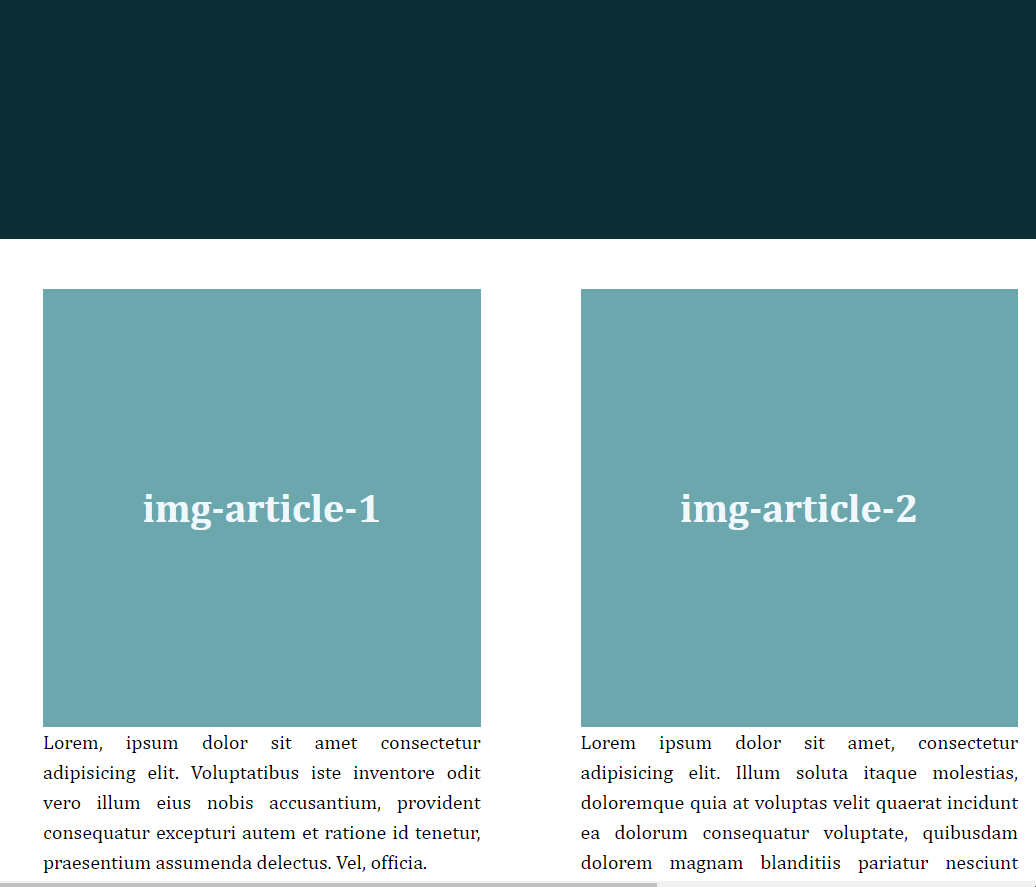 img-article-1
Lorem, ipsum dolor sit amet consectetur
adipisicing elit. Voluptatibus iste inventore odit
vero illum eius nobis accusantium, provident
consequatur excepturi autem et ratione id tenetur,
praesentium assumenda delectus. Vel, officia.
img-article-2
Lorem ipsum dolor sit amet, consectetur
adipisicing elit. Illum soluta itaque molestias,
doloremque quia at voluptas velit quaerat incidunt
ea dolorum consequatur voluptate, quibusdam
dolorem magnam blanditiis pariatur nesciunt